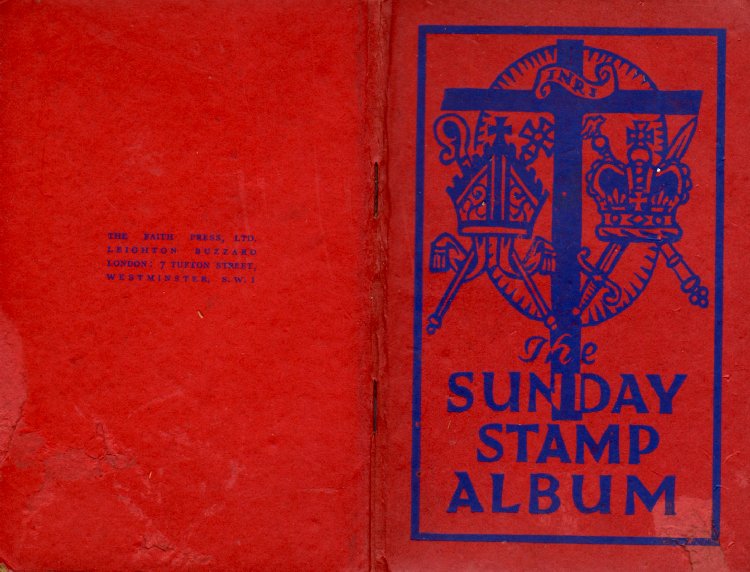 THE FAITH PRESS, LTD.
LEIGHTON BUZZARD
LONDON: 7 TUFTON STREET,
WESTMINSTER, S.W.1
INRI
The
SUNDAY
STAMP
ALBUM